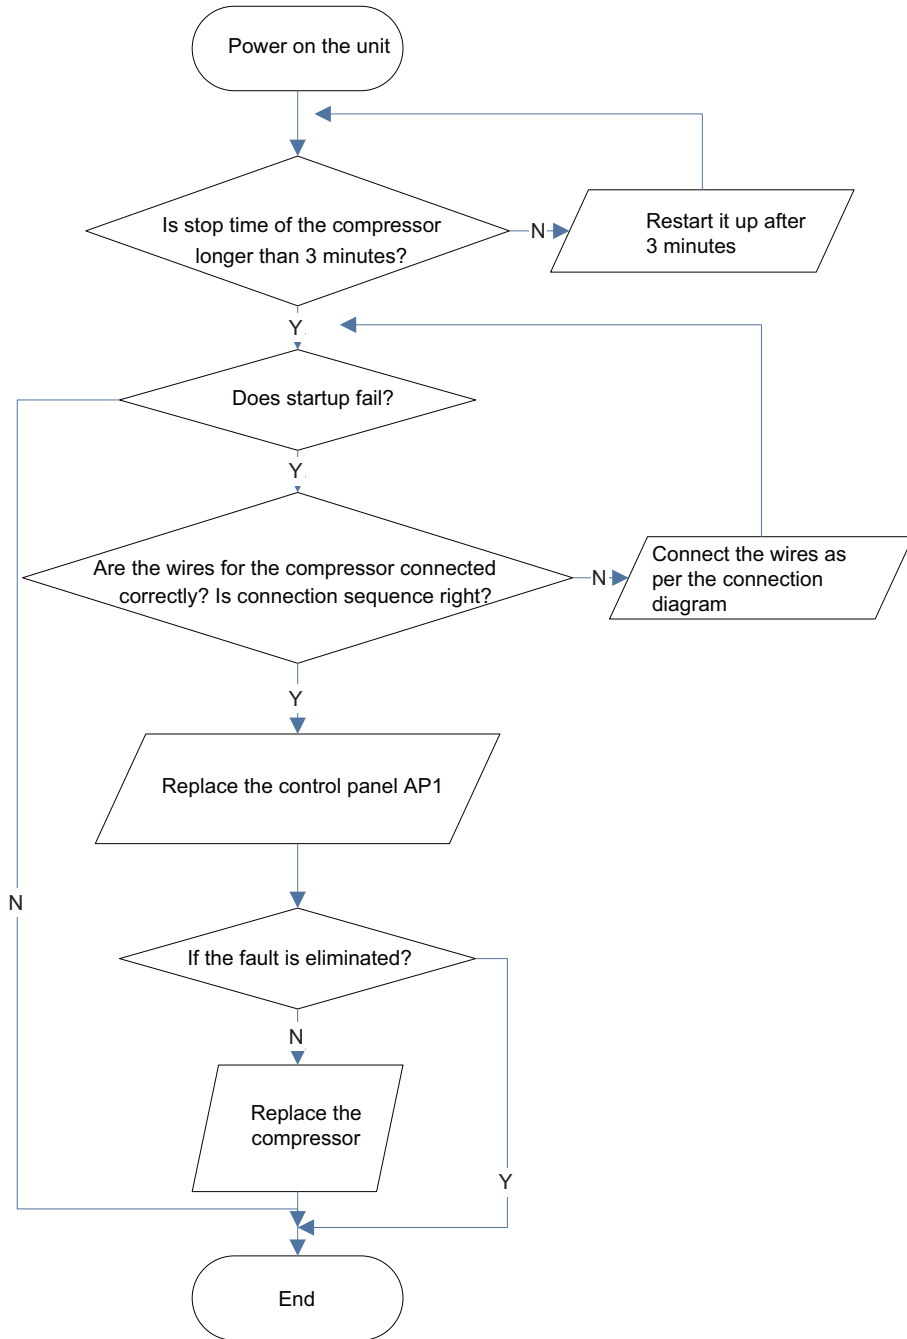 Power on the unit
Is stop time of the compressor
longer than 3 minutes?
N
Restart it up after
3 minutes
Y
Does startup fail?
Y
Are the wires for the compressor connected
correctly? Is connection sequence right?
N
Connect the wires as
per the connection
diagram
Y
Replace the control panel AP1
N
If the fault is eliminated?
N
Replace the
compressor
Y
End